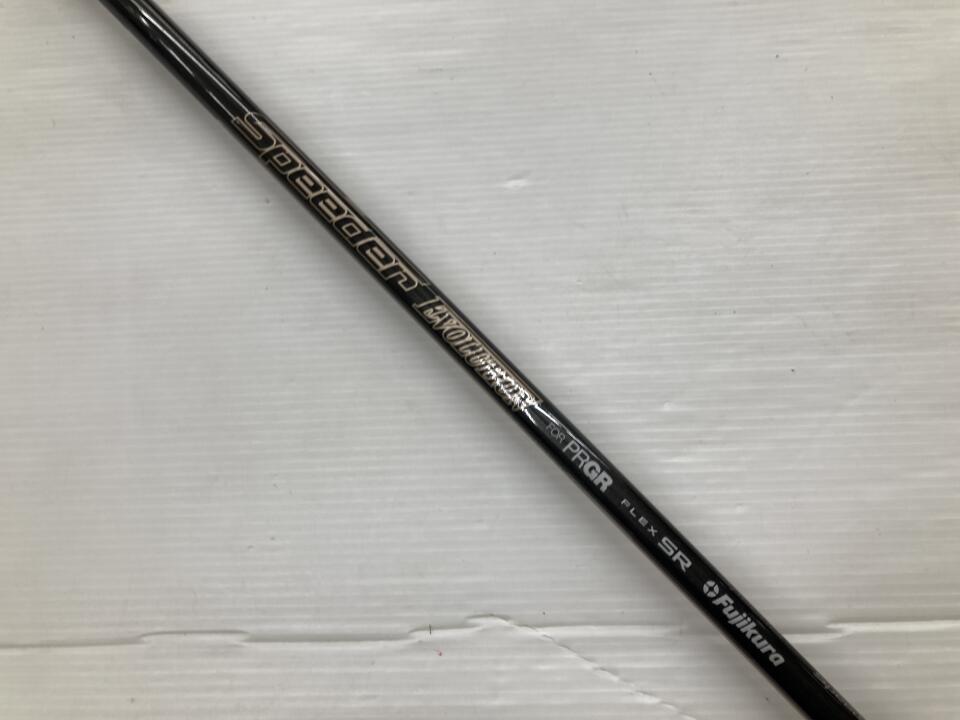 Speeder EVOLUTION FOR PRGR FLEX SR Fujikura